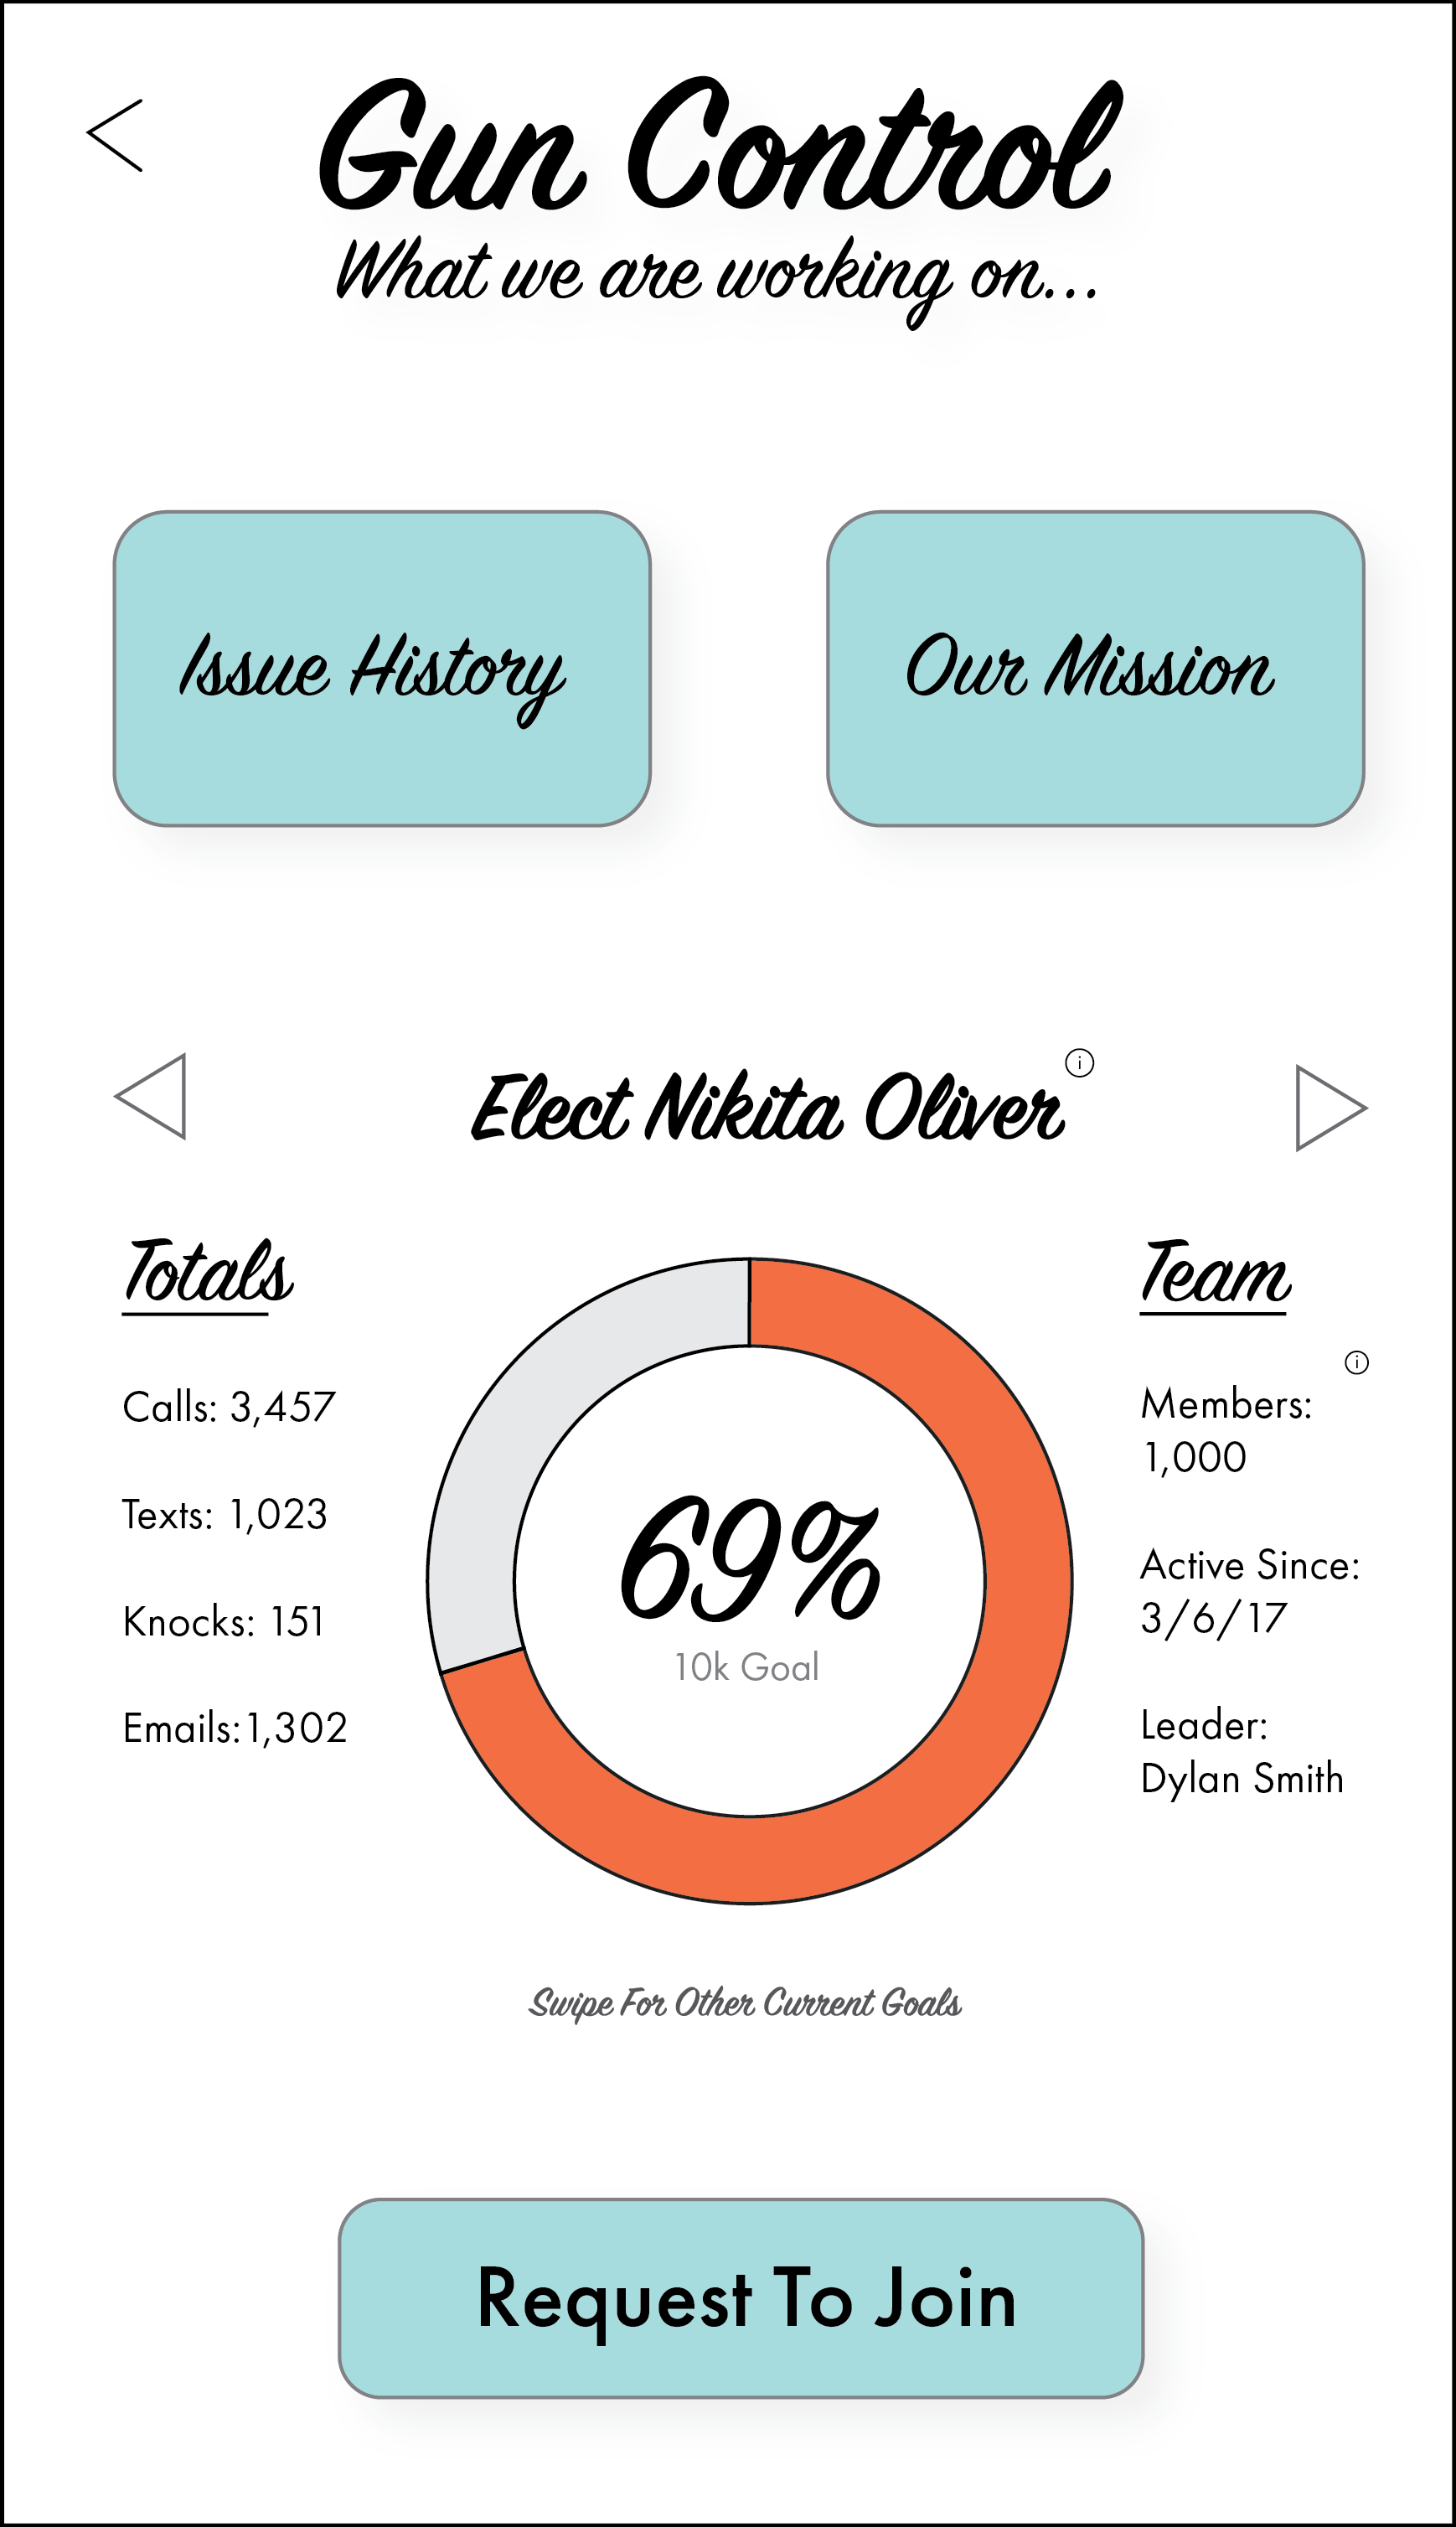 Gun Control
What we are working on...
Issue History
Our Mission
Elect Nikita Oliver
i
Totals
Calls: 3,457
Texts: 1,023
Knocks: 151
Emails:1,302
69%
10k Goal
Team
i
Members:
1,000
Active Since:
3/6/17
Leader:
Dylan Smith
Swipe For Other Current Goals
Request To Join